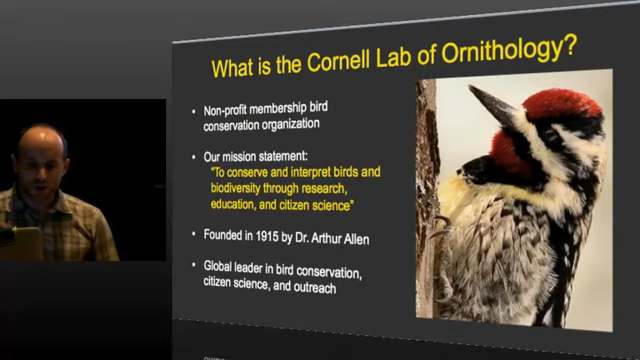 What is the Cornell Lab of Ornithology?
• Non-profit membership bird
conservation organization
• Our mission statement:
"To conserve and interpret birds and
biodiversity through research,
education, and citizen science"
• Founded in 1915 by Dr. Arthur Allen
• Global leader in bird conservation,
citizen science, and outreach